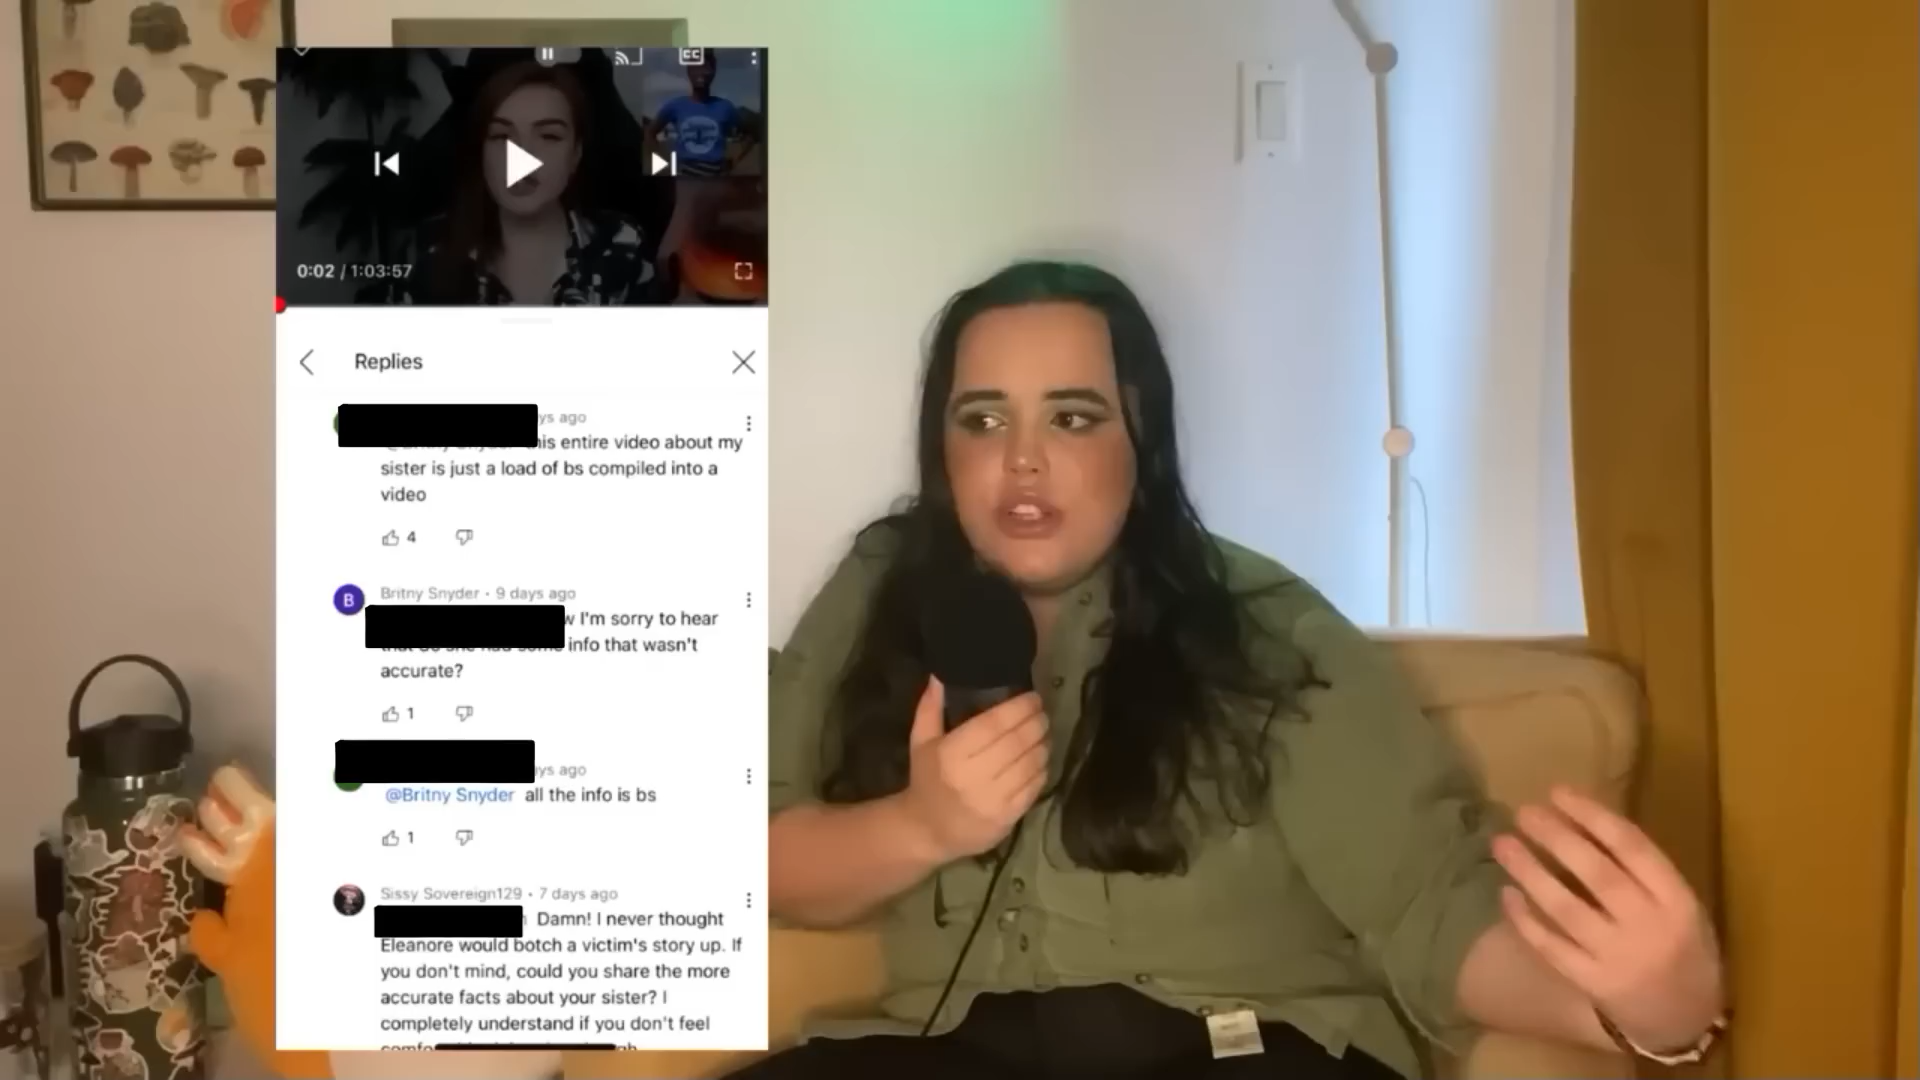 CC
0:02 / 1:03:57
Replies
ys ago
his entire video about my
sister is just a load of bs compiled into a
video
4
B
Britny Snyder • 9 days ago
w I'm sorry to hear
info that wasn't
accurate?
1
ys ago
@Britny Snyder all the info is bs
1
Sissy Sovereign129 • 7 days ago
Damn! I never thought
Eleanore would botch a victim's story up. If
you don't mind, could you share the more
accurate facts about your sister? I
completely understand if you don't feel